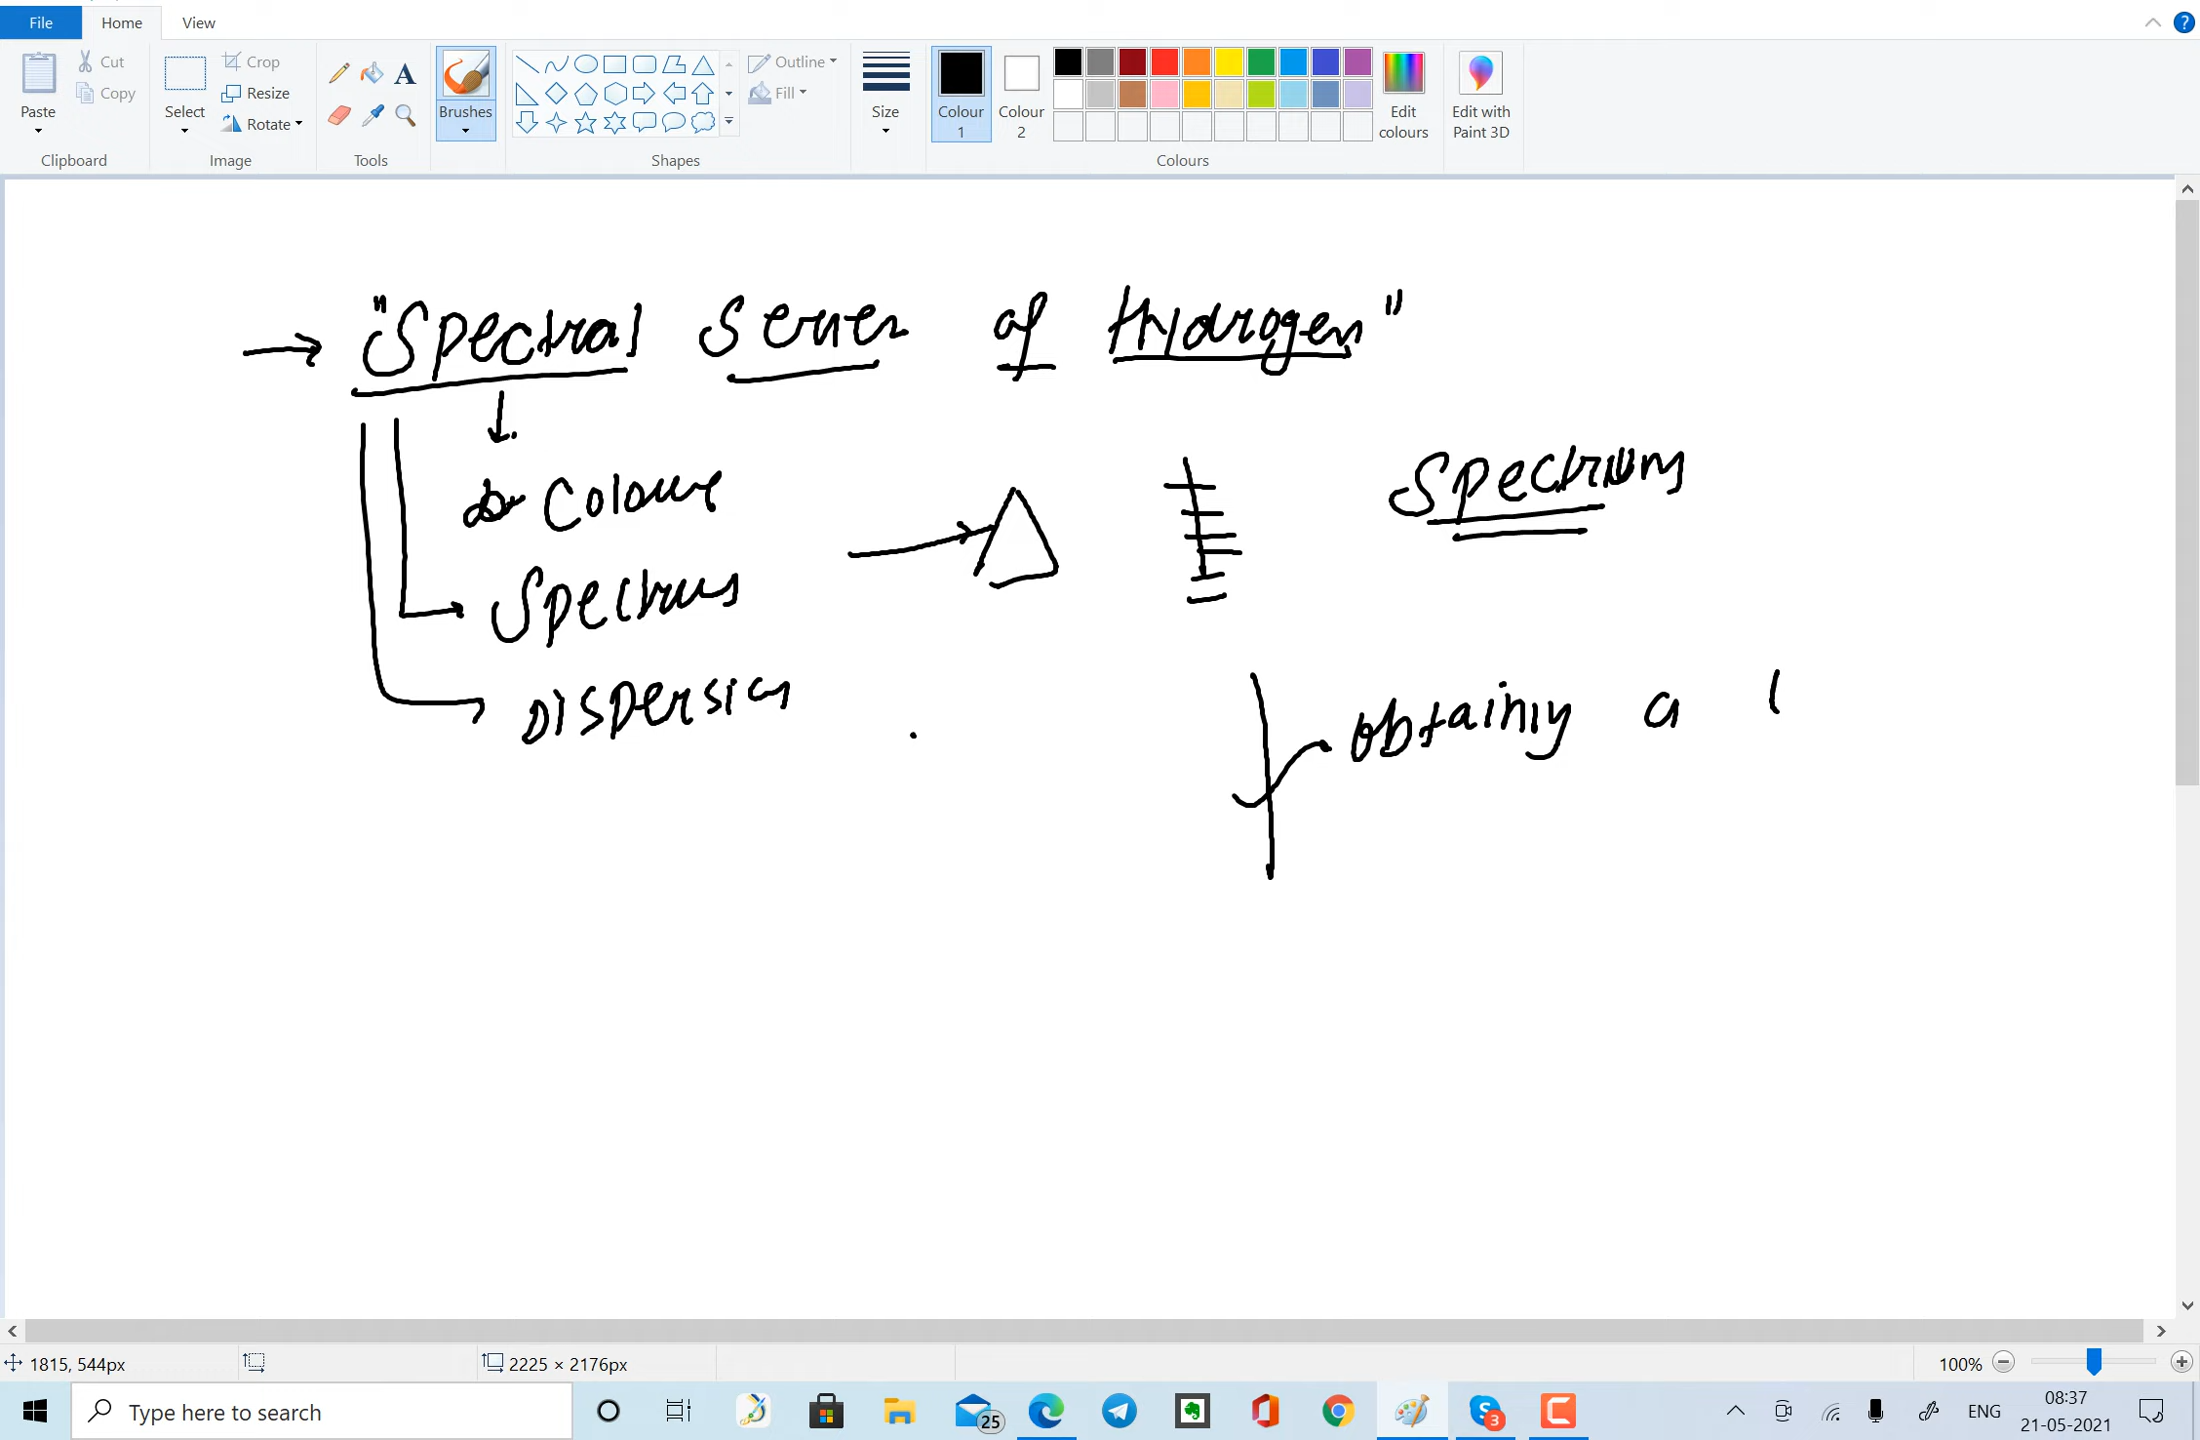 File Home View
Paste Cut Copy Select Crop Resize Rotate Brushes Outline Fill Size Colour 1 Colour 2 Edit colours Edit with Paint 3D
Clipboard Image Tools Shapes Colours
"Spectral Series of Hydrogen"
Colour
Spectrum
Spectrum
Dispersion
obtaining a
1815, 544px 2225 × 2176px 100%
Type here to search 25 3 ENG 08:37
21-05-2021